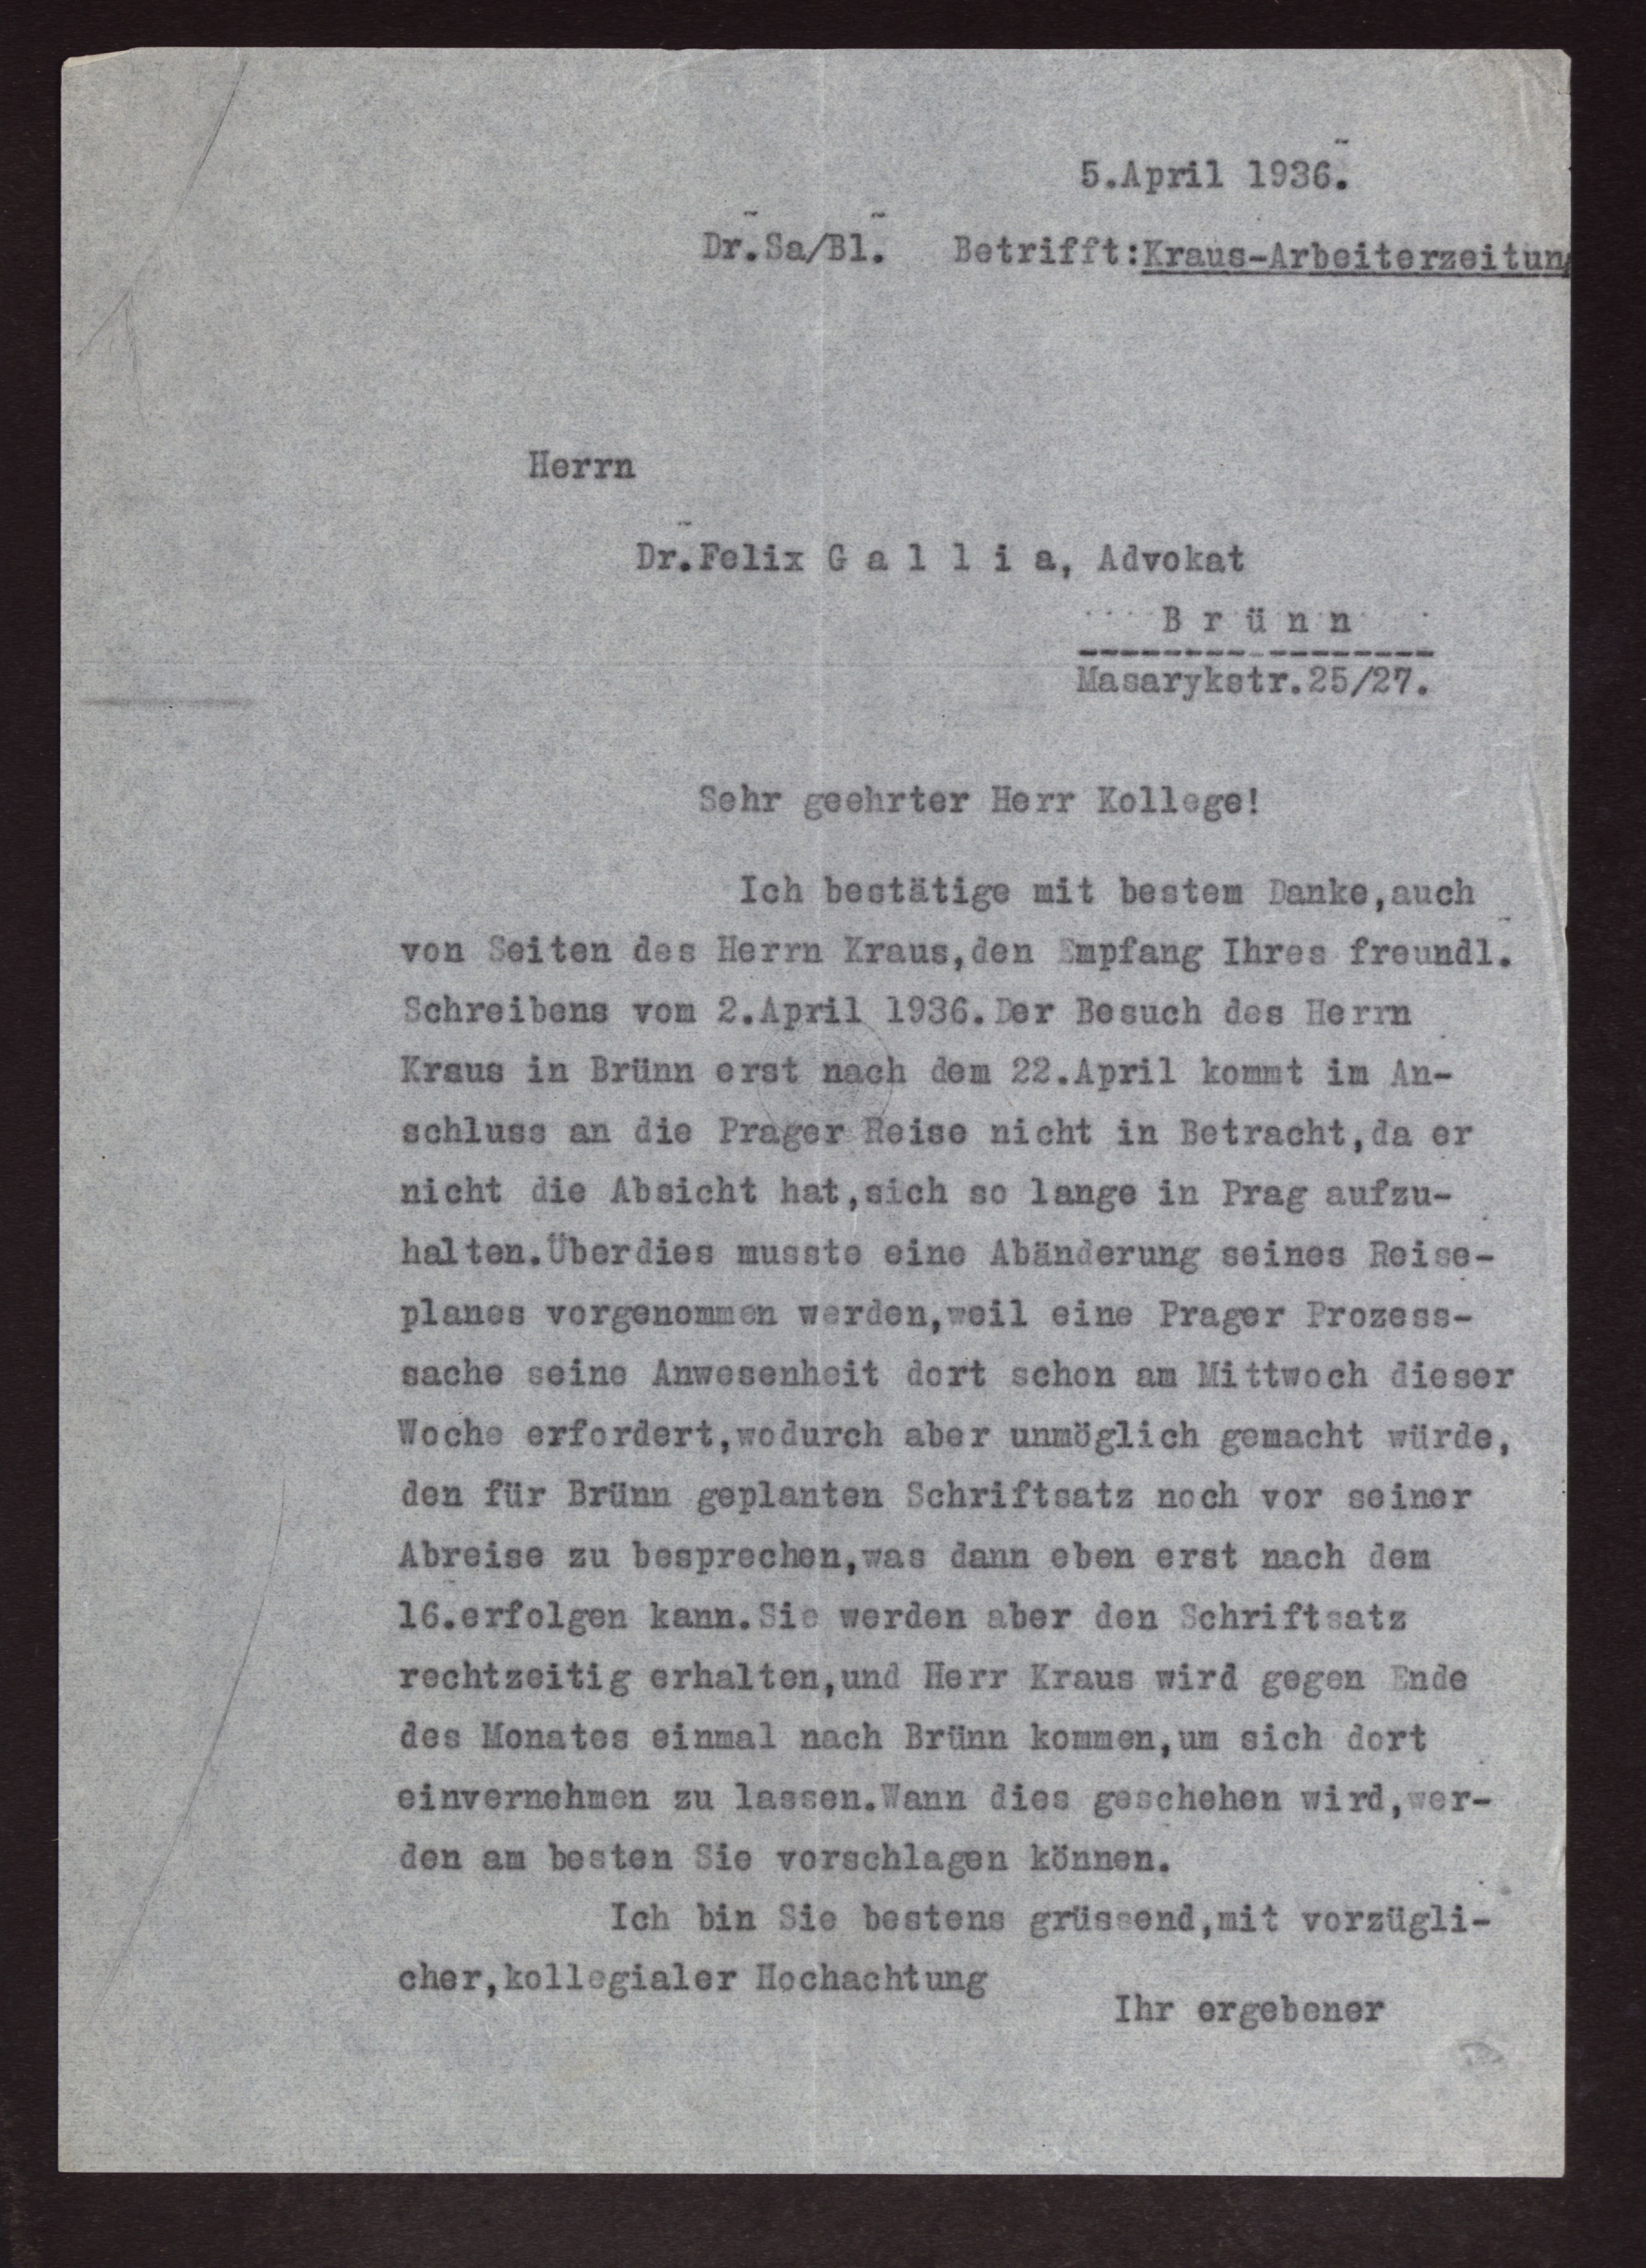 5.April 1936.
Dr.Sa/Bl. Betrifft:Kraus-Arbeiterzeitung
Herrn
Dr.Felix G a l l i a, Advokat
B r ü n n
Masarykstr.25/27.
Sehr geehrter Herr Kollege!
Ich bestätige mit bestem Danke,auch
von Seiten des Herrn Kraus,den Empfang Ihres freundl.
Schreibens vom 2.April 1936.Der Besuch des Herrn
Kraus in Brünn erst nach dem 22.April kommt im An-
schluss an die Prager Reise nicht in Betracht,da er
nicht die Absicht hat,sich so lange in Prag aufzu-
halten.Überdies musste eine Abänderung seines Reise-
planes vorgenommen werden,weil eine Prager Prozess-
sache seine Anwesenheit dort schon am Mittwoch dieser
Woche erfordert,wodurch aber unmöglich gemacht würde,
den für Brünn geplanten Schriftsatz noch vor seiner
Abreise zu besprechen,was dann eben erst nach dem
16.erfolgen kann.Sie werden aber den Schriftsatz
rechtzeitig erhalten,und Herr Kraus wird gegen Ende
des Monates einmal nach Brünn kommen,um sich dort
einvernehmen zu lassen.Wann dies geschehen wird,wer-
den am besten Sie vorschlagen können.
Ich bin Sie bestens grüssend,mit vorzügli-
cher,kollegialer Hochachtung
Ihr ergebener